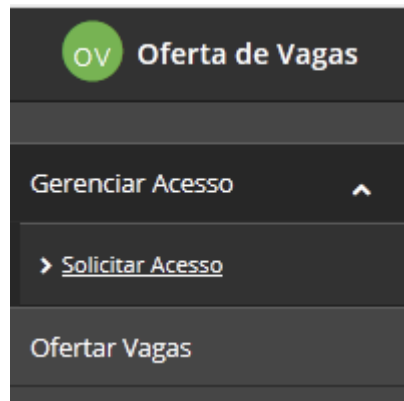 OV Oferta de Vagas
Gerenciar Acesso
Solicitar Acesso
Ofertar Vagas